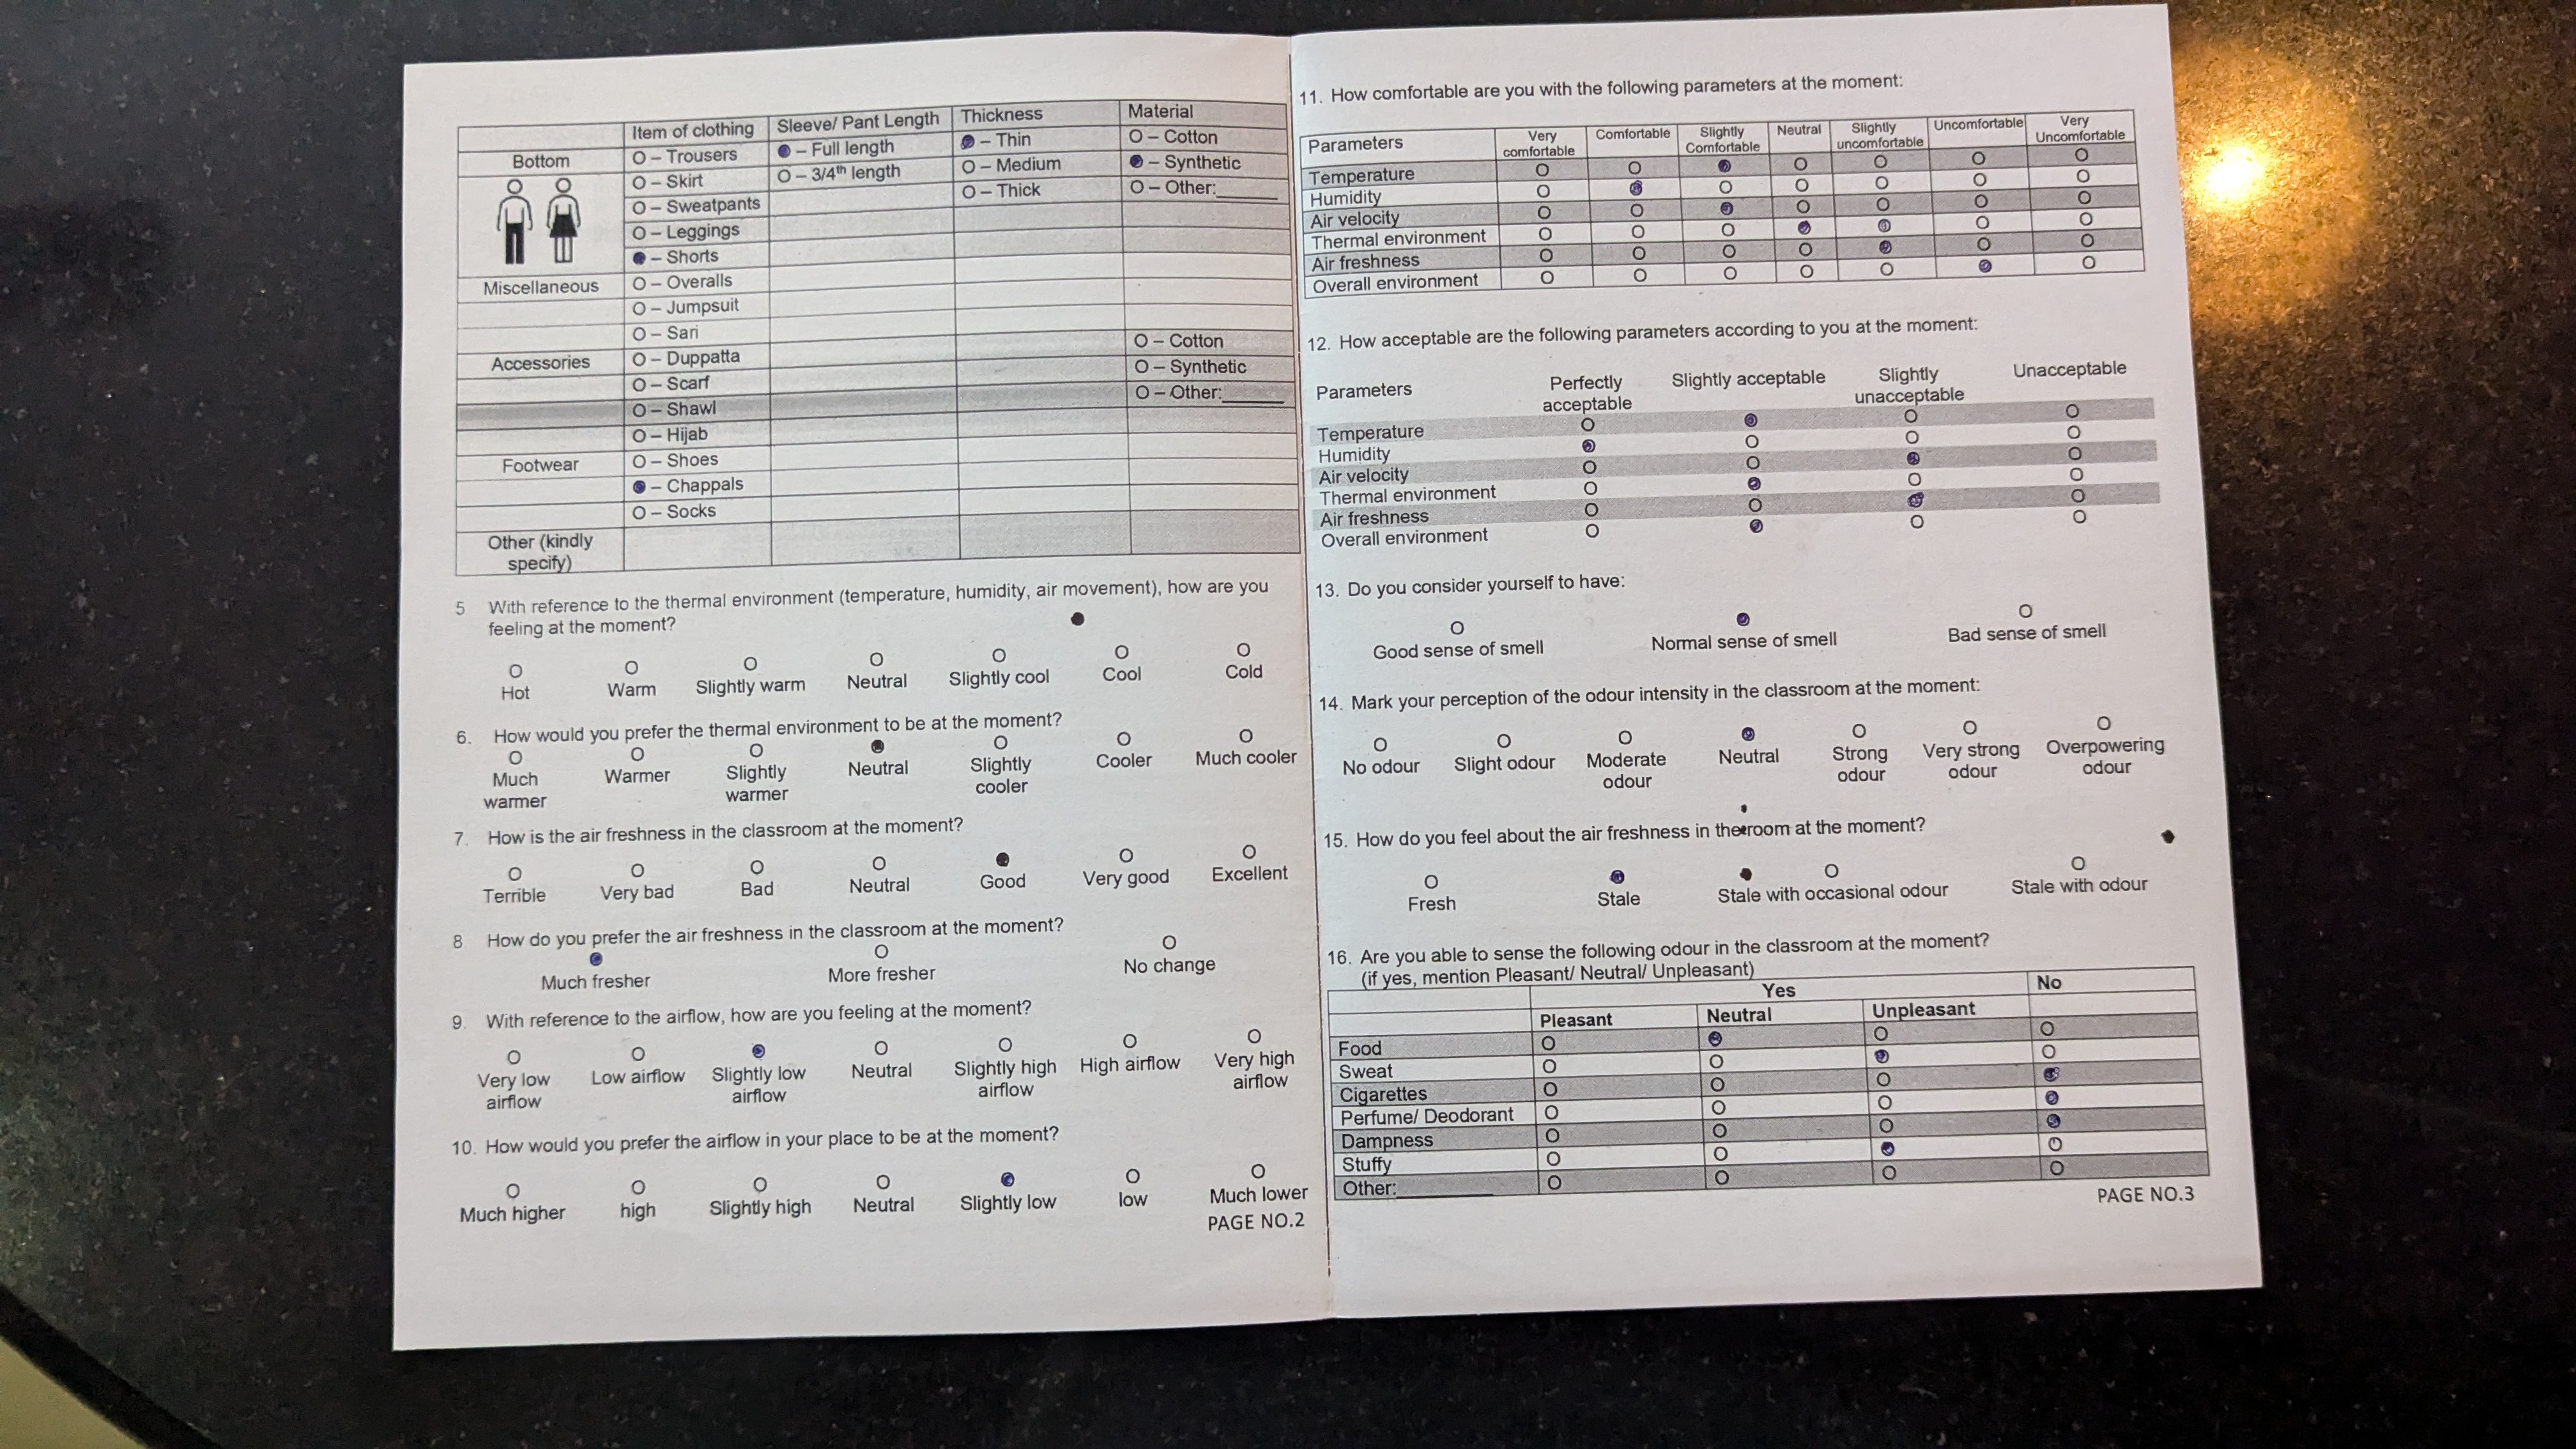 Item of clothing Sleeve/ Pant Length Thickness Material
Bottom O – Trousers ● – Full length ● – Thin O – Cotton
O – Skirt O – 3/4th length O – Medium ● – Synthetic
O – Sweatpants O – Thick O – Other:______
O – Leggings
● – Shorts
Miscellaneous O – Overalls
O – Jumpsuit
O – Sari
Accessories O – Duppatta O – Cotton
O – Scarf O – Synthetic
O – Shawl O – Other:______
O – Hijab
Footwear O – Shoes
● – Chappals
O – Socks
Other (kindly
specify)
5 With reference to the thermal environment (temperature, humidity, air movement), how are you
feeling at the moment?
O O O O O O O
Hot Warm Slightly warm Neutral Slightly cool Cool Cold
6. How would you prefer the thermal environment to be at the moment?
O O O ● O O O
Much Warmer Slightly Neutral Slightly Cooler Much cooler
warmer warmer cooler
7. How is the air freshness in the classroom at the moment?
O O O O ● O O
Terrible Very bad Bad Neutral Good Very good Excellent
8 How do you prefer the air freshness in the classroom at the moment?
● O O
Much fresher More fresher No change
9. With reference to the airflow, how are you feeling at the moment?
O O ● O O O O
Very low Low airflow Slightly low Neutral Slightly high High airflow Very high
airflow airflow airflow airflow
10. How would you prefer the airflow in your place to be at the moment?
O O O O ● O O
Much higher high Slightly high Neutral Slightly low low Much lower
PAGE NO.2
11. How comfortable are you with the following parameters at the moment:
Parameters Very Comfortable Slightly Neutral Slightly Uncomfortable Very
comfortable Comfortable uncomfortable Uncomfortable
Temperature O O ● O O O O
Humidity O ● O O O O O
Air velocity O O ● O O O O
Thermal environment O O O ● ● O O
Air freshness O O O O ● O O
Overall environment O O O O O ● O
12. How acceptable are the following parameters according to you at the moment:
Parameters Perfectly Slightly acceptable Slightly Unacceptable
acceptable unacceptable
Temperature O ● O O
Humidity ● O O O
Air velocity O O ● O
Thermal environment O ● O O
Air freshness O O ● O
Overall environment O ● O O
13. Do you consider yourself to have:
O ● O
Good sense of smell Normal sense of smell Bad sense of smell
14. Mark your perception of the odour intensity in the classroom at the moment:
O O O ● O O O
No odour Slight odour Moderate Neutral Strong Very strong Overpowering
odour odour odour odour
15. How do you feel about the air freshness in the room at the moment?
O ● O O
Fresh Stale Stale with occasional odour Stale with odour
16. Are you able to sense the following odour in the classroom at the moment?
(if yes, mention Pleasant/ Neutral/ Unpleasant)
Yes No
Pleasant Neutral Unpleasant
Food O ● O O
Sweat O O ● O
Cigarettes O O O ●
Perfume/ Deodorant O O O ●
Dampness O O O ●
Stuffy O O ● O
Other:__________ O O O O
PAGE NO.3